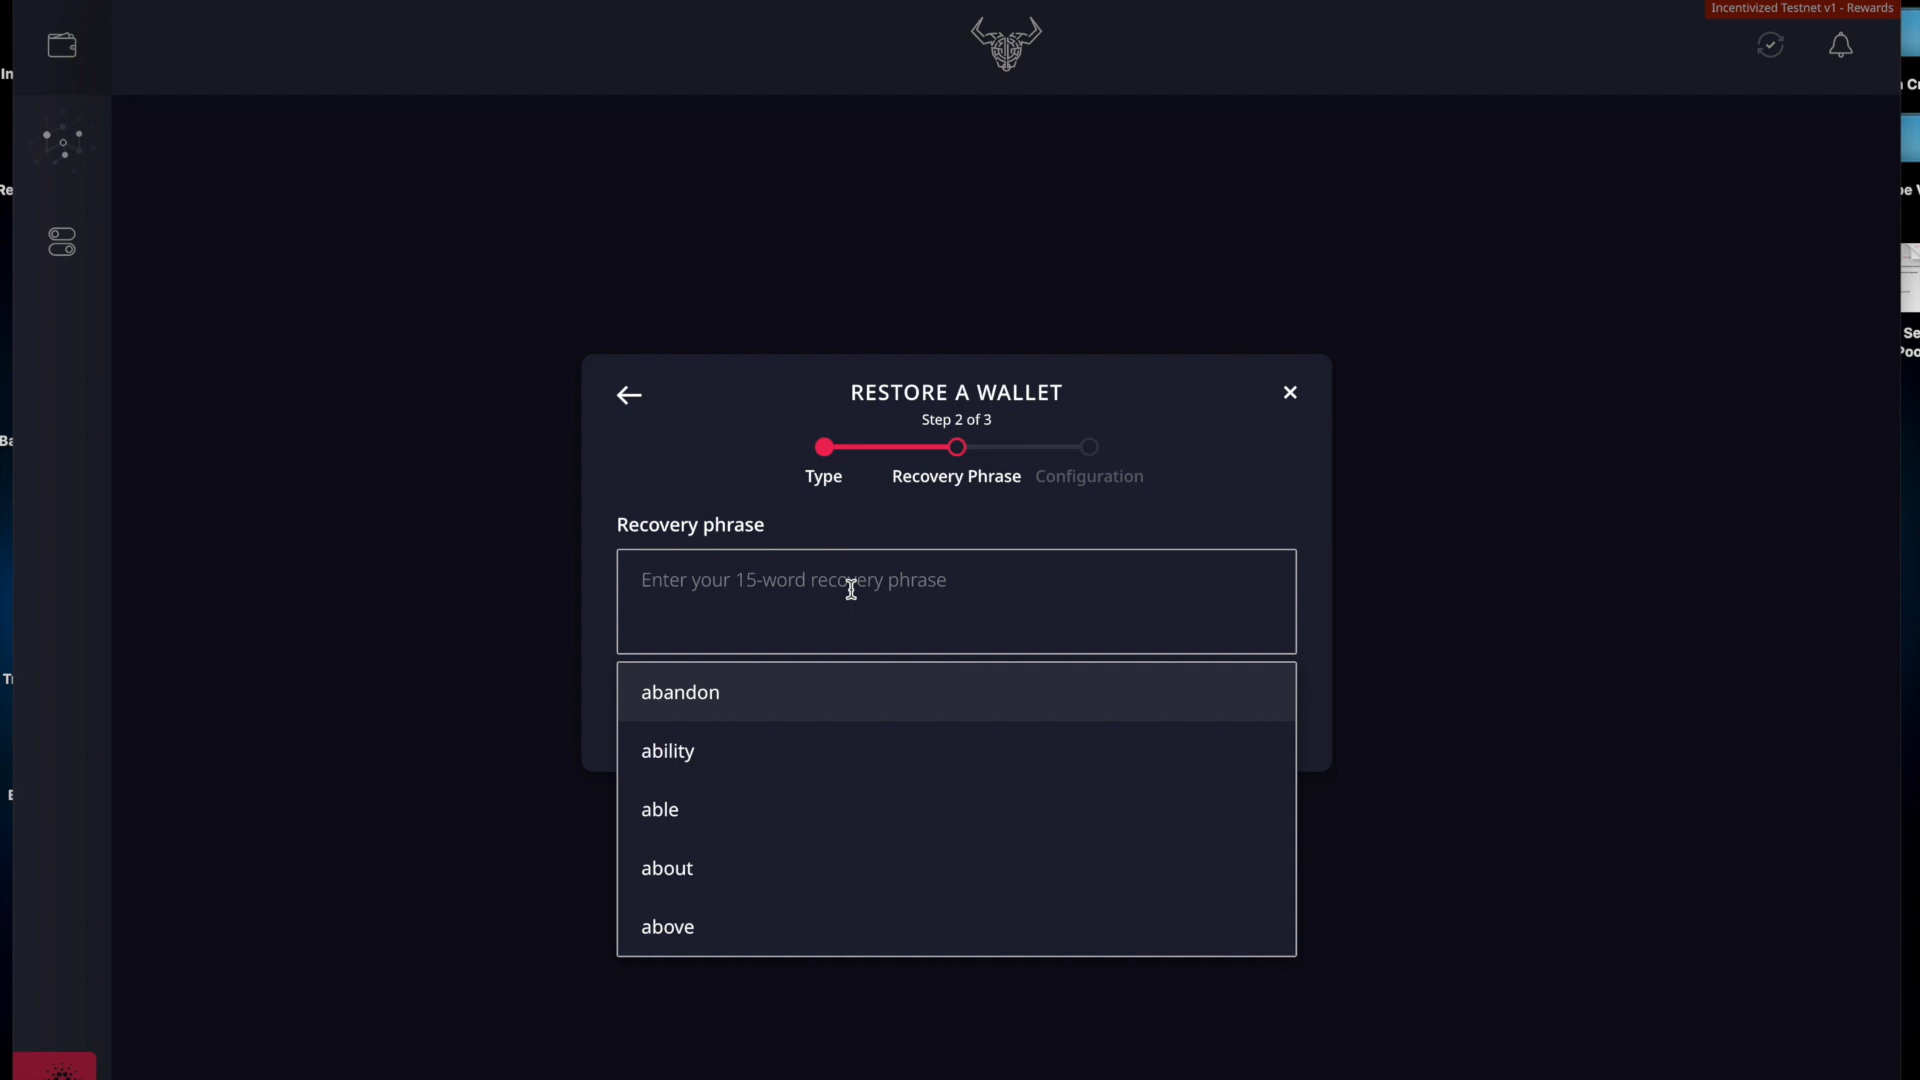 Incentivized Testnet v1 - Rewards
RESTORE A WALLET
Step 2 of 3
Type
Recovery Phrase
Configuration
Recovery phrase
Enter your 15-word recovery phrase
abandon
ability
able
about
above